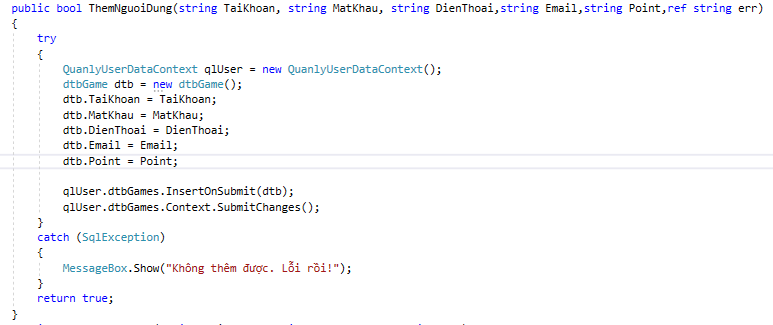 public bool ThemNguoiDung(string TaiKhoan, string MatKhau, string DienThoai,string Email,string Point,ref string err)
{
try
{
QuanlyUserDataContext qlUser = new QuanlyUserDataContext();
dtbGame dtb = new dtbGame();
dtb.TaiKhoan = TaiKhoan;
dtb.MatKhau = MatKhau;
dtb.DienThoai = DienThoai;
dtb.Email = Email;
dtb.Point = Point;
qlUser.dtbGames.InsertOnSubmit(dtb);
qlUser.dtbGames.Context.SubmitChanges();
}
catch (SqlException)
{
MessageBox.Show("Không thêm được. Lỗi rồi!");
}
return true;
}